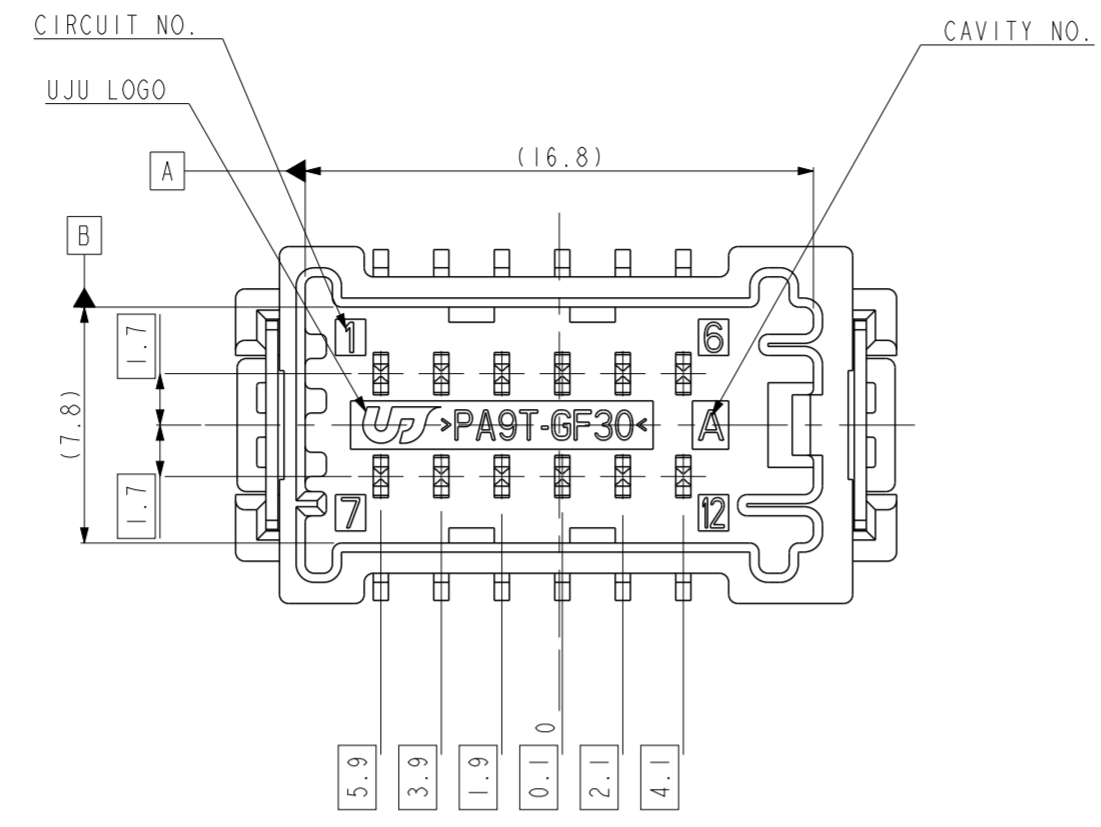 CIRCUIT NO.
CAVITY NO.
UJU LOGO
(16.8)
A
B
1
6
1.7
(7.8)
UJ >PA9T-GF30<
A
1.7
7
12
0
5.9
3.9
1.9
0.1
2.1
4.1